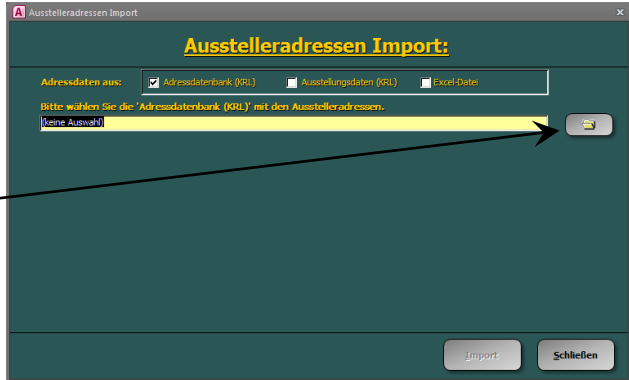 Ausstelleradressen Import
Ausstelleradressen Import:
Adressdaten aus: Adressdatenbank (KRL) Ausstellungsdaten (KRL) Excel-Datei
Bitte wählen Sie die 'Adressdatenbank (KRL)' mit den Ausstelleradressen.
(keine Auswahl)
Import Schließen